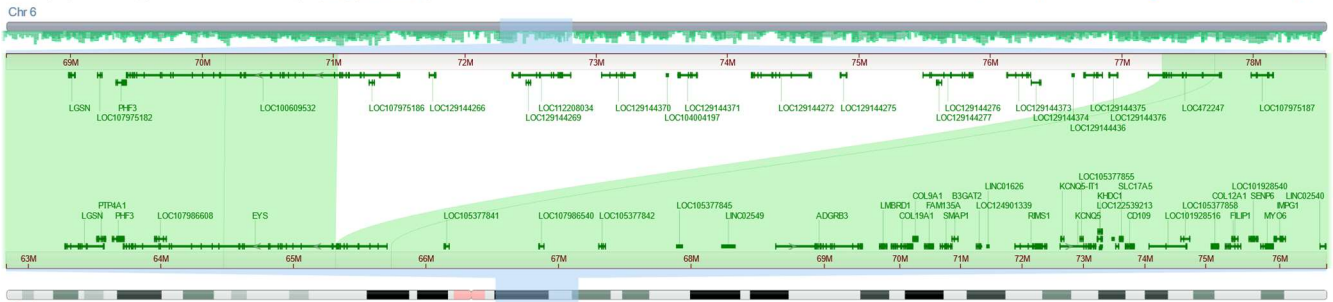 Chr 6
69M 70M 71M 72M 73M 74M 75M 76M 77M 78M
LGSN PHF3 LOC100609532 LOC107975186 LOC129144266 LOC112208034 LOC129144370 LOC129144371 LOC129144272 LOC129144275 LOC129144276 LOC129144373 LOC129144375 LOC472247 LOC107975187
LOC107975182 LOC129144269 LOC104004197 LOC129144277 LOC129144374 LOC129144376
LOC129144436
LOC105377855
LINC01626 KCNQ5-IT1 SLC17A5 LOC101928540
COL9A1 B3GAT2 KHDC1 COL12A1 SENP6 LINC02540
PTP4A1 LOC105377845 LMBRD1 FAM135A LOC124901339 LOC122539213 LOC105377858 IMPG1
LGSN PHF3 LOC107986608 EYS LOC105377841 LOC107986540 LOC105377842 LINC02549 ADGRB3 COL19A1 SMAP1 RIMS1 KCNQ5 CD109 LOC101928516 FILIP1 MYO6
63M 64M 65M 66M 67M 68M 69M 70M 71M 72M 73M 74M 75M 76M